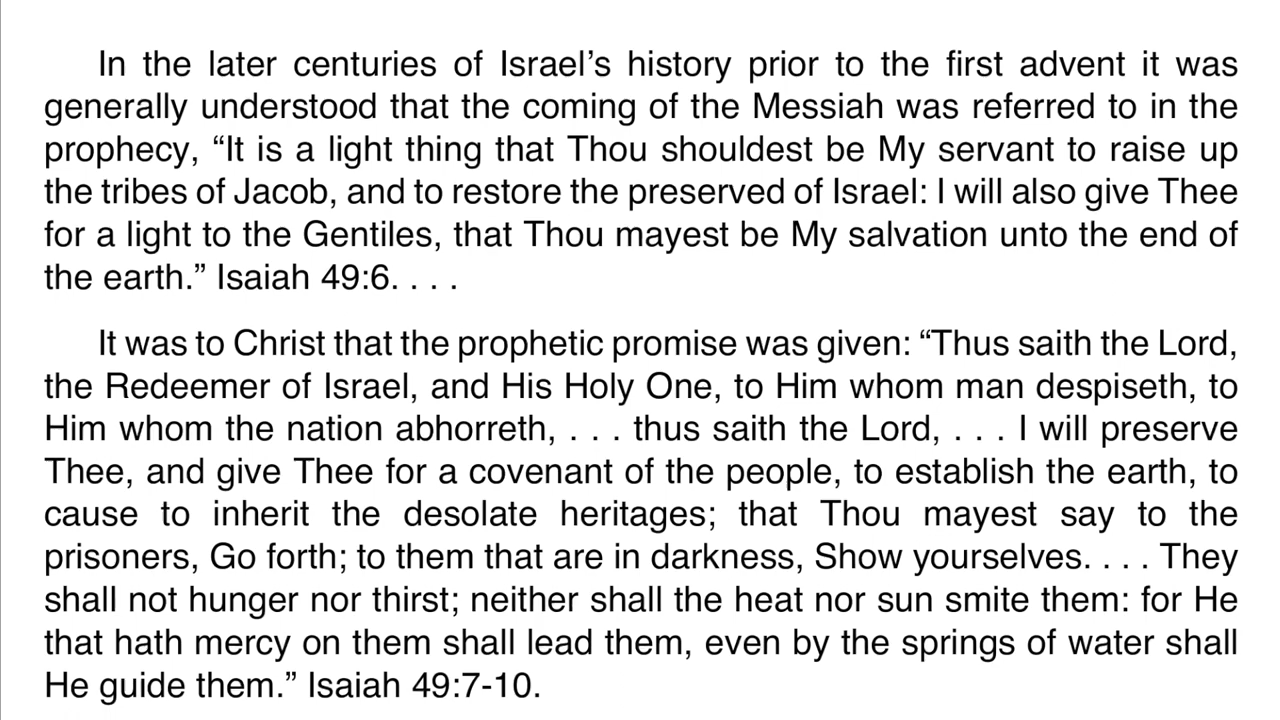 In the later centuries of Israel’s history prior to the first advent it was
generally understood that the coming of the Messiah was referred to in the
prophecy, “It is a light thing that Thou shouldest be My servant to raise up
the tribes of Jacob, and to restore the preserved of Israel: I will also give Thee
for a light to the Gentiles, that Thou mayest be My salvation unto the end of
the earth.” Isaiah 49:6. . . .
It was to Christ that the prophetic promise was given: “Thus saith the Lord,
the Redeemer of Israel, and His Holy One, to Him whom man despiseth, to
Him whom the nation abhorreth, . . . thus saith the Lord, . . . I will preserve
Thee, and give Thee for a covenant of the people, to establish the earth, to
cause to inherit the desolate heritages; that Thou mayest say to the
prisoners, Go forth; to them that are in darkness, Show yourselves. . . . They
shall not hunger nor thirst; neither shall the heat nor sun smite them: for He
that hath mercy on them shall lead them, even by the springs of water shall
He guide them.” Isaiah 49:7-10.